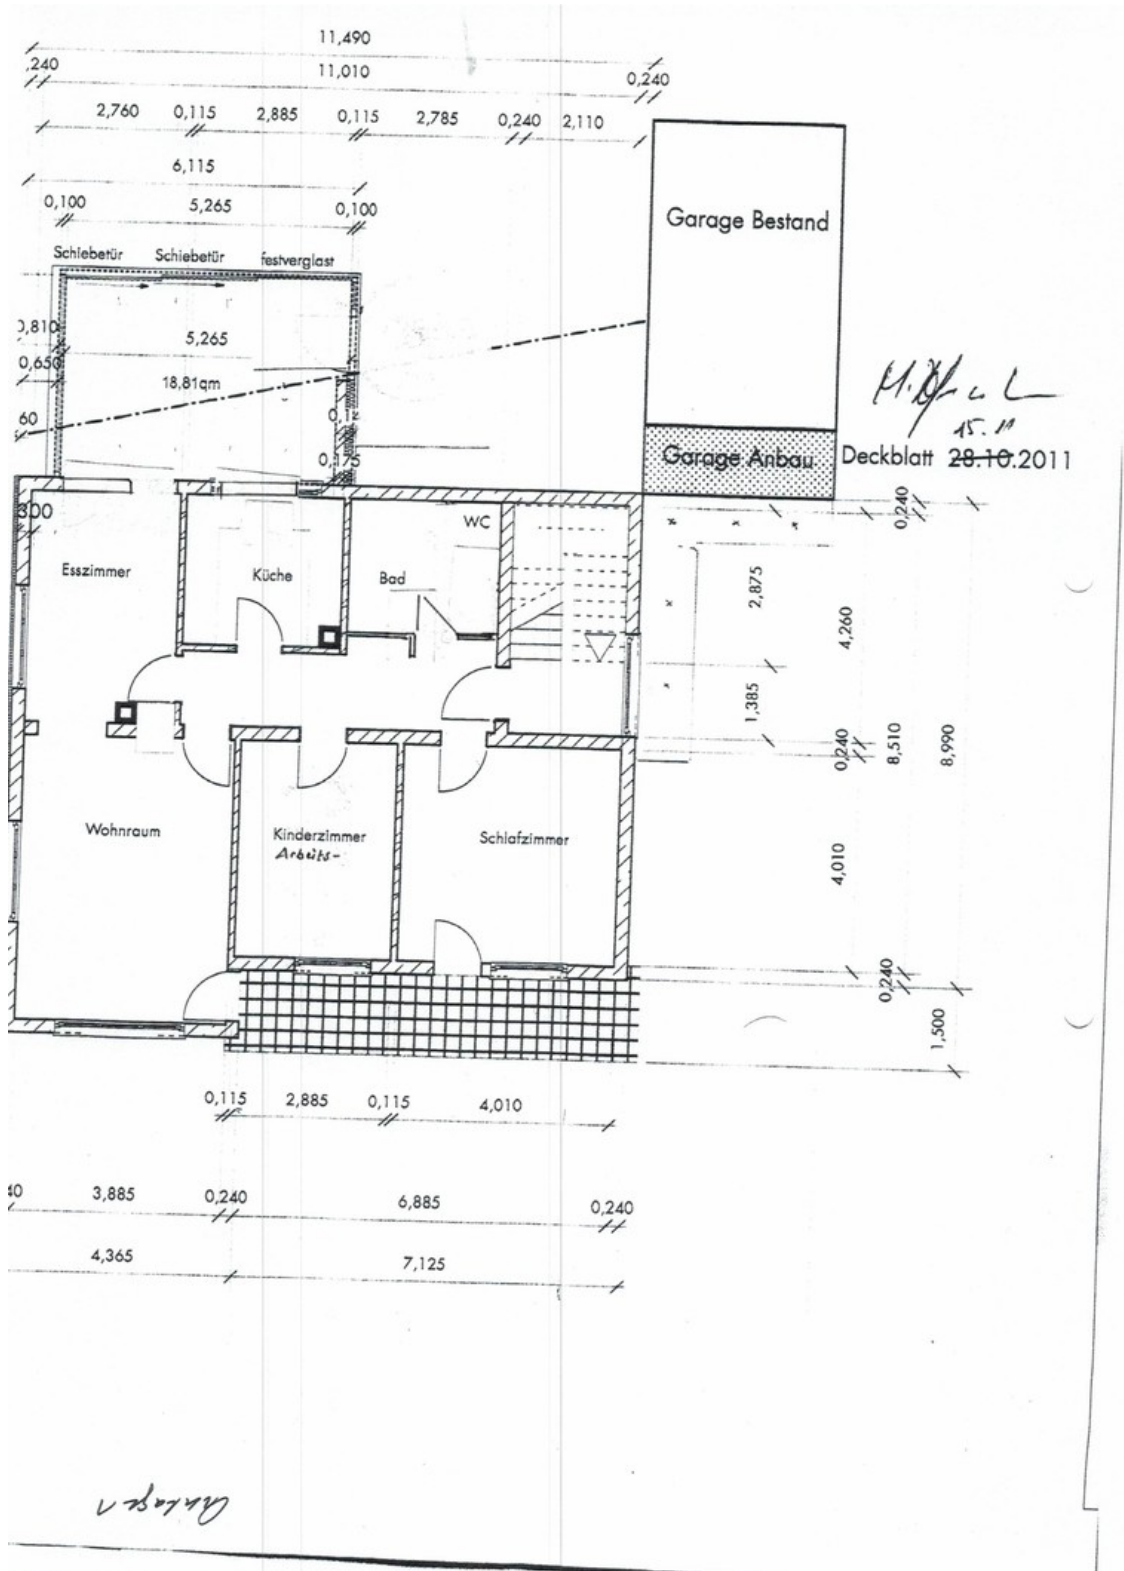 11,490
,240 11,010 0,240
2,760 0,115 2,885 0,115 2,785 0,240 2,110
6,115
0,100 5,265 0,100
Garage Bestand
Schiebetür Schiebetür festverglast
0,810
5,265
0,650
18,81qm
60
15.11
Garage Anbau Deckblatt 28.10.2011
300
WC
0,240
Esszimmer Küche Bad
2,875
4,260
1,385
0,240
8,510
8,990
Wohnraum Kinderzimmer Schlafzimmer
Arbeits-
4,010
0,240
1,500
0,115 2,885 0,115 4,010
40 3,885 0,240 6,885 0,240
4,365 7,125
Anlage 1